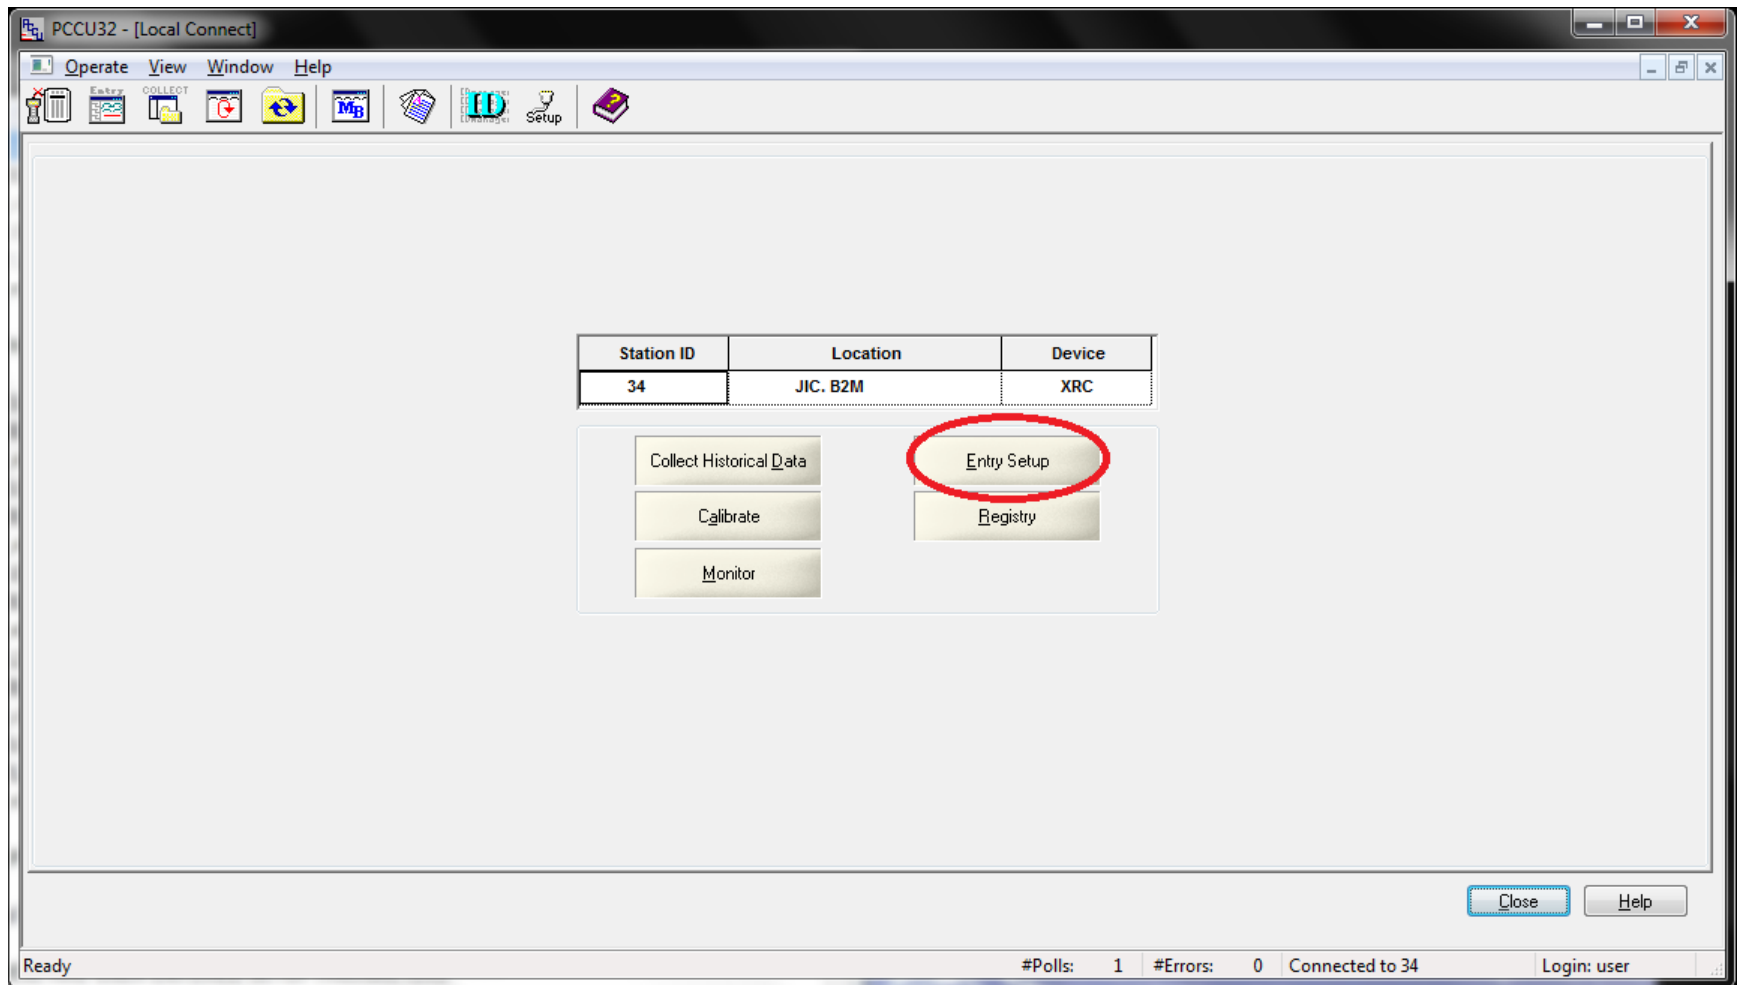 PCCU32 - [Local Connect]
Operate View Window Help
Entry COLLECT MB ID Setup
Station ID Location Device
34 JIC. B2M XRC
Collect Historical Data Entry Setup
Calibrate Registry
Monitor
Close Help
Ready #Polls: 1 #Errors: 0 Connected to 34 Login: user